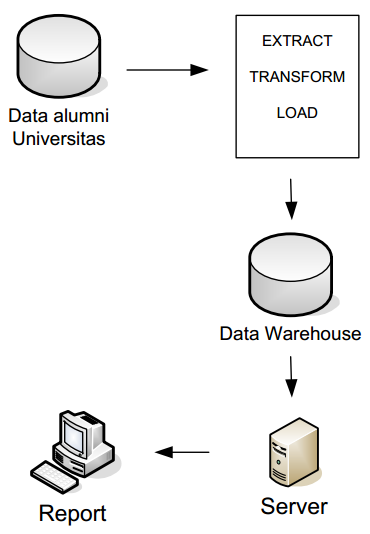 Data alumni
Universitas
EXTRACT
TRANSFORM
LOAD
Data Warehouse
Server
Report